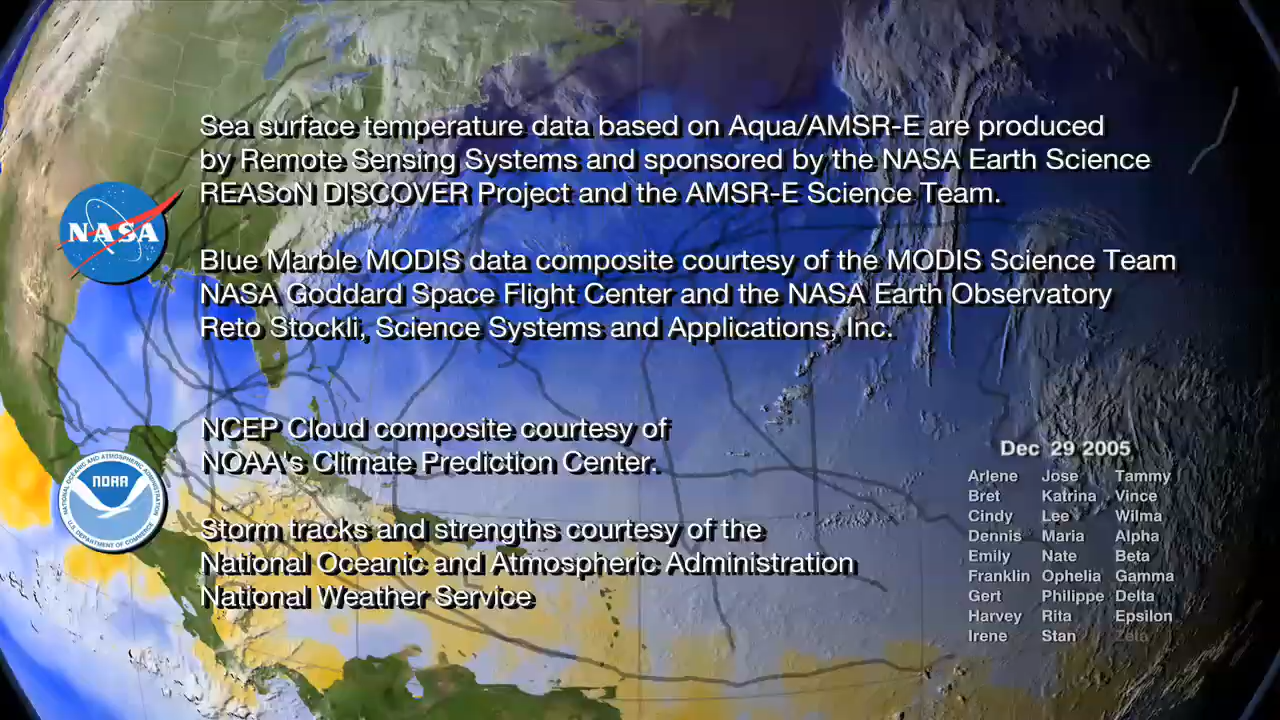 Sea surface temperature data based on Aqua/AMSR-E are produced
by Remote Sensing Systems and sponsored by the NASA Earth Science
REASoN DISCOVER Project and the AMSR-E Science Team.
NASA
Blue Marble MODIS data composite courtesy of the MODIS Science Team
NASA Goddard Space Flight Center and the NASA Earth Observatory
Reto Stockli, Science Systems and Applications, Inc.
NCEP Cloud composite courtesy of
NOAA's Climate Prediction Center.
NATIONAL OCEANIC AND ATMOSPHERIC ADMINISTRATION
NOAA
U.S. DEPARTMENT OF COMMERCE
Storm tracks and strengths courtesy of the
National Oceanic and Atmospheric Administration
National Weather Service
Dec 29 2005
Arlene Jose Tammy
Bret Katrina Vince
Cindy Lee Wilma
Dennis Maria Alpha
Emily Nate Beta
Franklin Ophelia Gamma
Gert Philippe Delta
Harvey Rita Epsilon
Irene Stan Zeta